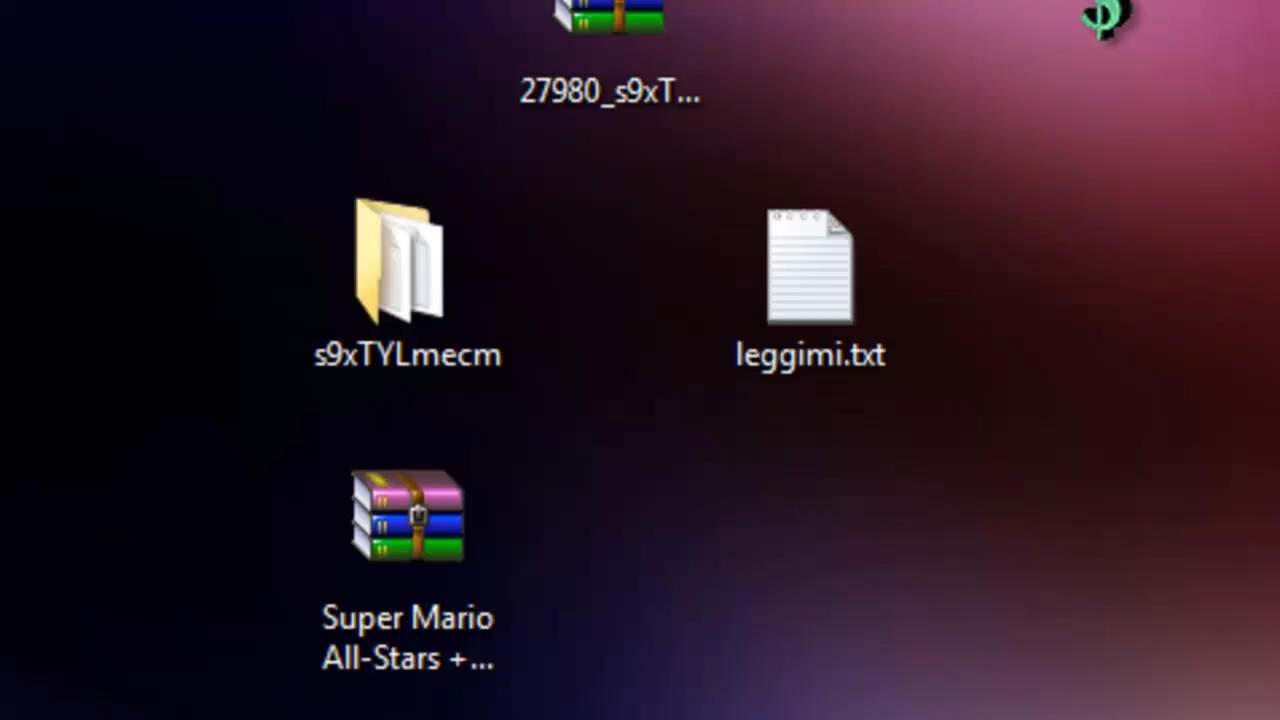 27980_s9xT...
s9xTYLmecm
leggimi.txt
Super Mario
All-Stars +...